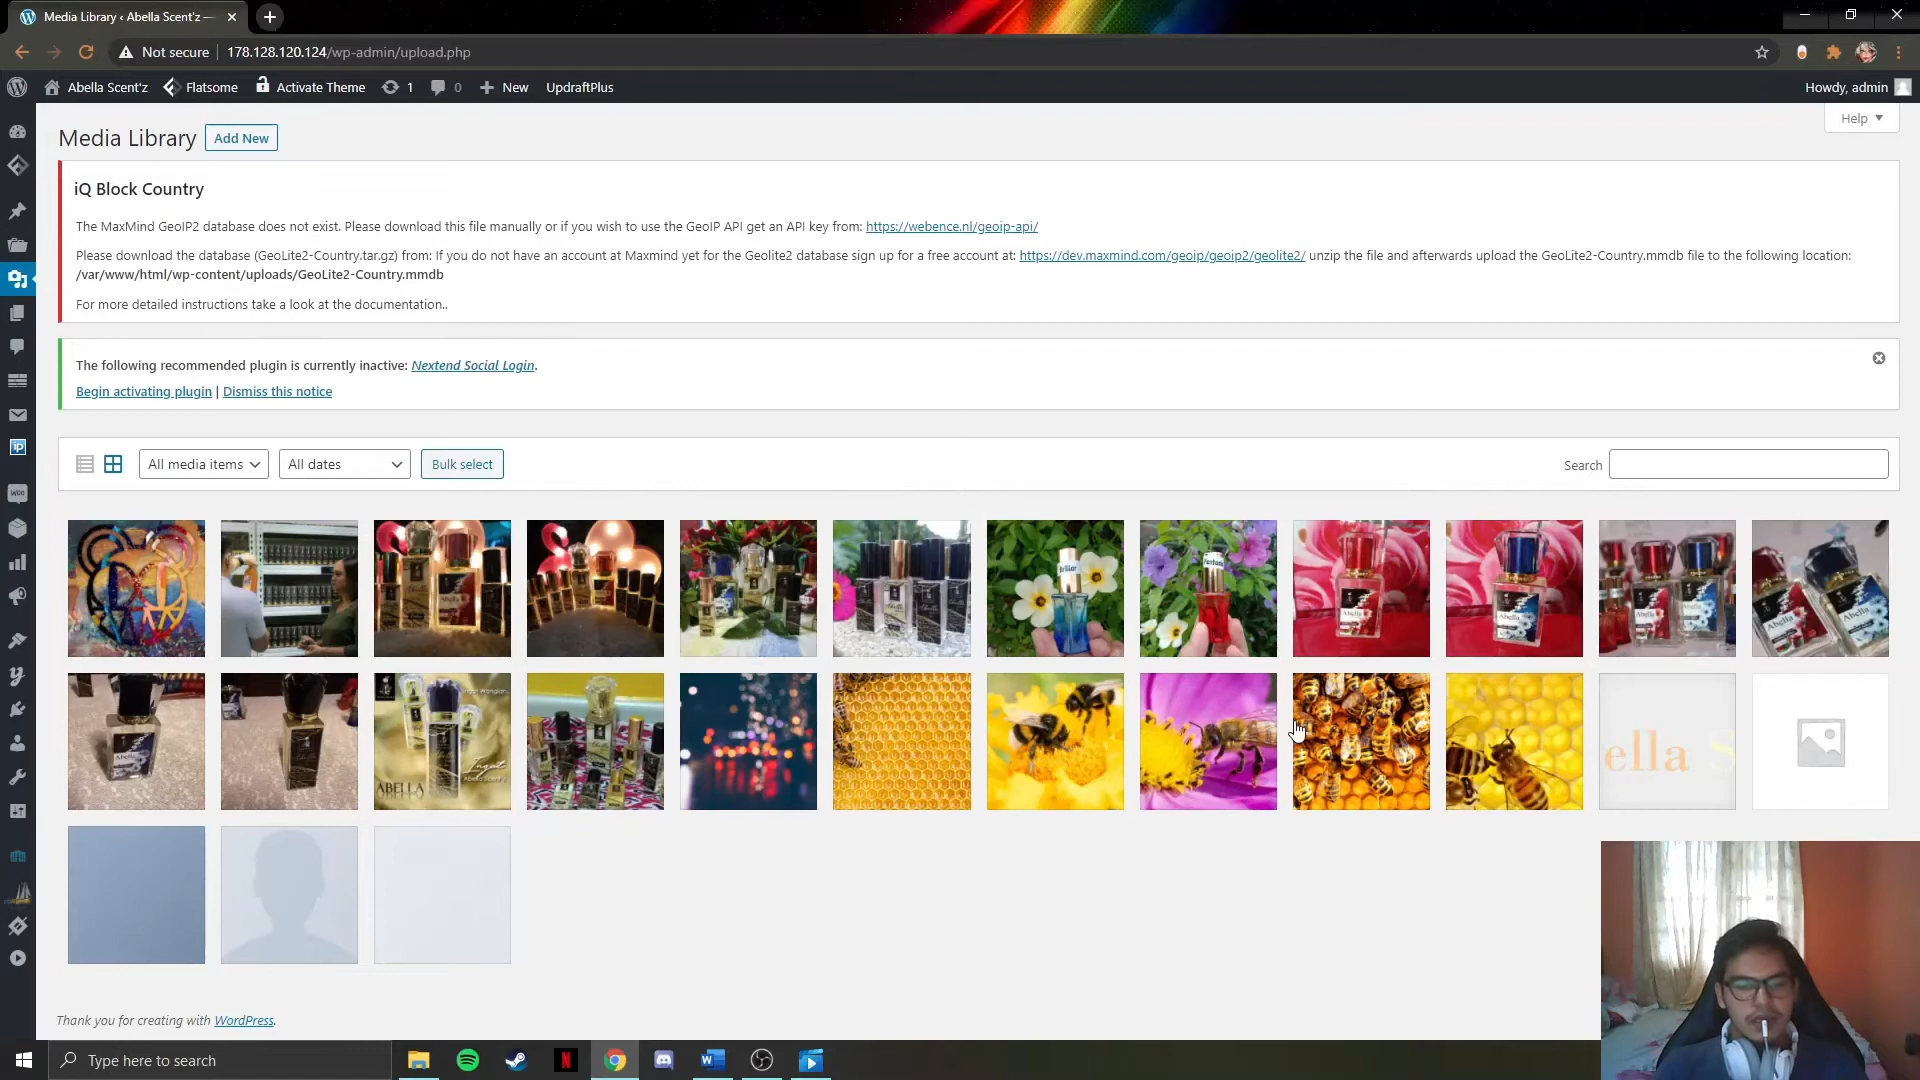 Media Library ‹ Abella Scent'z —
Not secure
178.128.120.124/wp-admin/upload.php
Abella Scent'z
Flatsome
Activate Theme
1
0
New
UpdraftPlus
Howdy, admin
Help
Media Library
Add New
iQ Block Country
The MaxMind GeoIP2 database does not exist. Please download this file manually or if you wish to use the GeoIP API get an API key from: https://webence.nl/geoip-api/
Please download the database (GeoLite2-Country.tar.gz) from: If you do not have an account at Maxmind yet for the Geolite2 database sign up for a free account at: https://dev.maxmind.com/geoip/geoip2/geolite2/ unzip the file and afterwards upload the GeoLite2-Country.mmdb file to the following location:
/var/www/html/wp-content/uploads/GeoLite2-Country.mmdb
For more detailed instructions take a look at the documentation..
The following recommended plugin is currently inactive: Nextend Social Login.
Begin activating plugin | Dismiss this notice
All media items
All dates
Bulk select
Search
ip
Woo
Abella
Abella
Abella
Abella
ABELLA
ella S
Thank you for creating with WordPress.
Type here to search